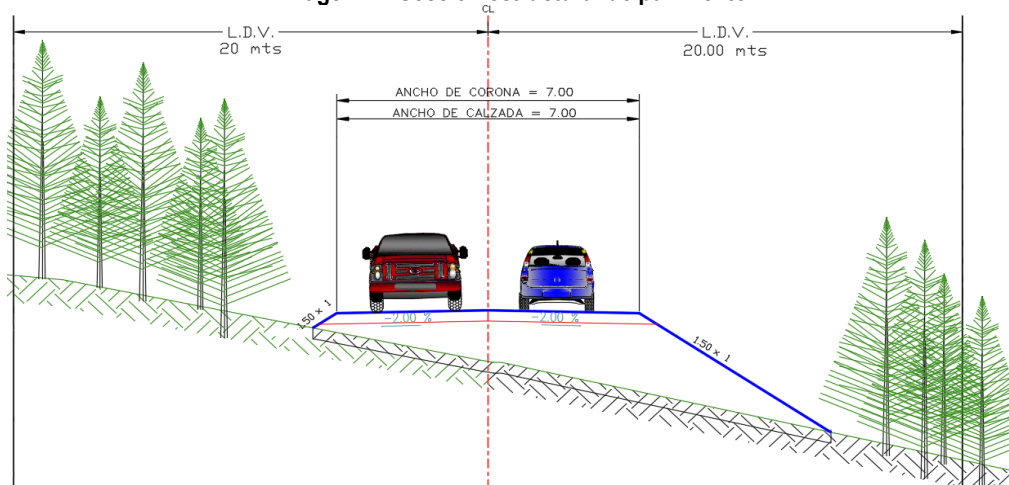 CL
L.D.V.
20 mts
L.D.V.
20.00 mts
ANCHO DE CORONA = 7.00
ANCHO DE CALZADA = 7.00
1.50 x 1
-2.00 %
-2.00 %
1.50 x 1